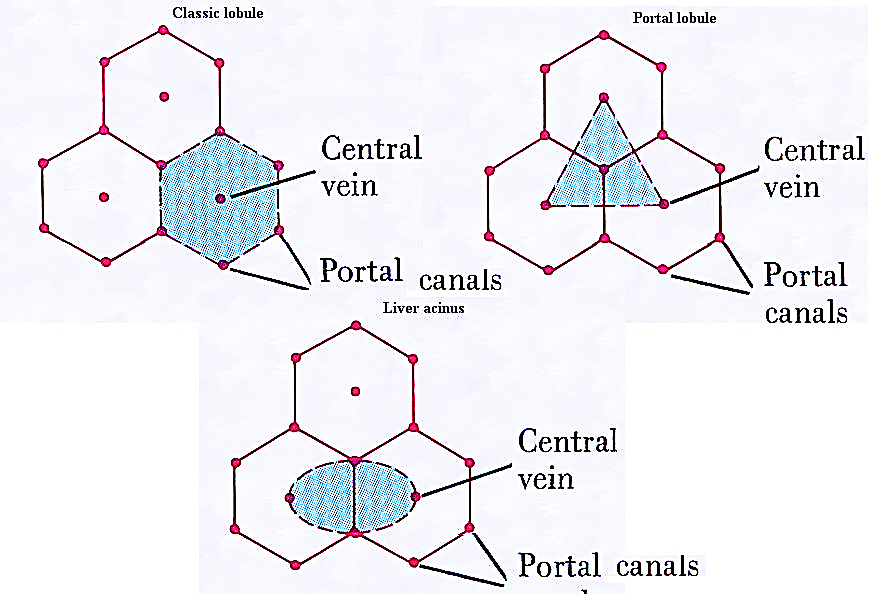 Classic lobule
Central
vein
Portal canals
Portal lobule
Central
vein
Portal
canals
Liver acinus
Central
vein
Portal canals